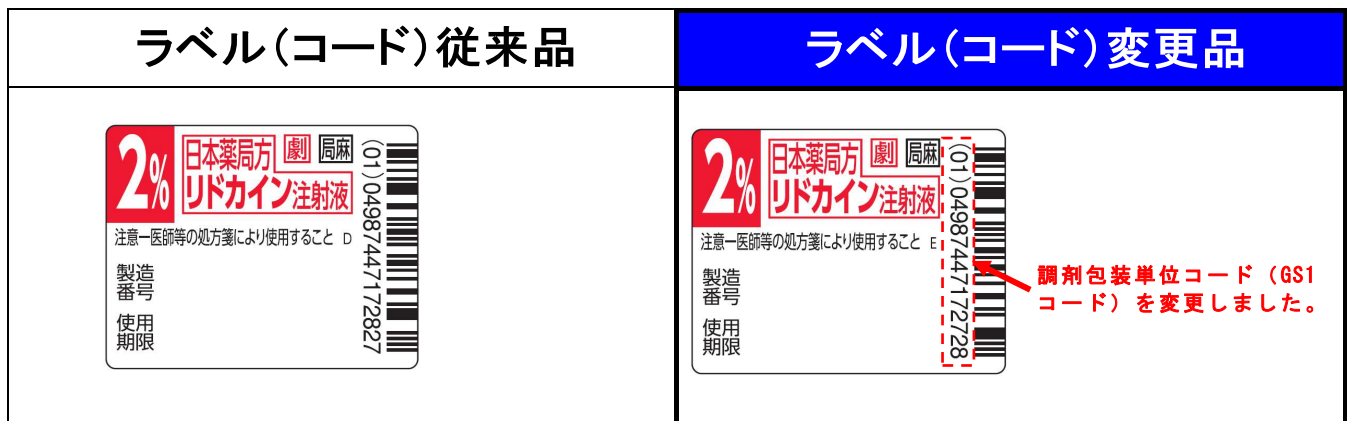 ラベル(コード)従来品
2%
日本薬局方 劇 局麻
リドカイン注射液
注意ー医師等の処方箋により使用すること D
製造
番号
使用
期限
(01)04987447172827
ラベル(コード)変更品
2%
日本薬局方 劇 局麻
リドカイン注射液
注意ー医師等の処方箋により使用すること E
製造
番号
使用
期限
(01)04987447172728
調剤包装単位コード(GS1
コード)を変更しました。